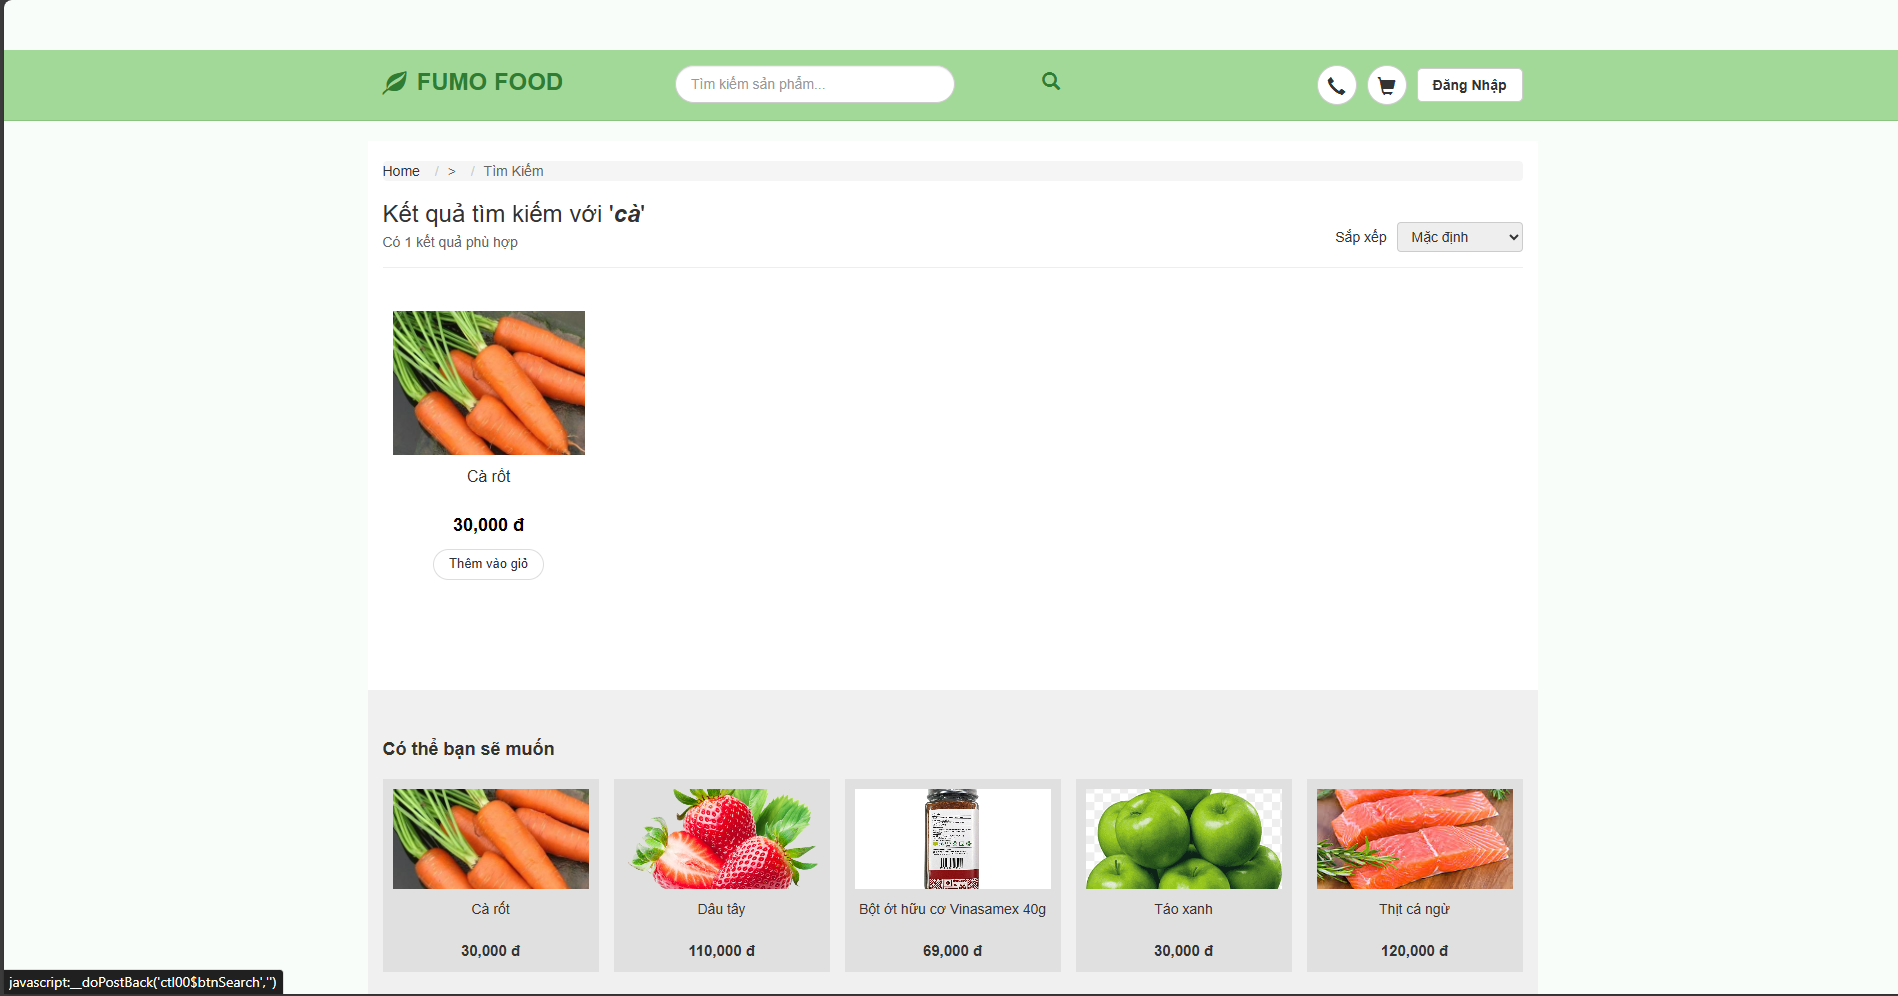 FUMO FOOD
Tìm kiếm sản phẩm...
Đăng Nhập
Home / > / Tìm Kiếm
Kết quả tìm kiếm với 'cà'
Có 1 kết quả phù hợp
Sắp xếp
Mặc định
Cà rốt
30,000 đ
Thêm vào giỏ
Có thể bạn sẽ muốn
Cà rốt
30,000 đ
Dâu tây
110,000 đ
Bột ớt hữu cơ Vinasamex 40g
69,000 đ
Táo xanh
30,000 đ
Thịt cá ngừ
120,000 đ
javascript:__doPostBack('ctl00$btnSearch','')